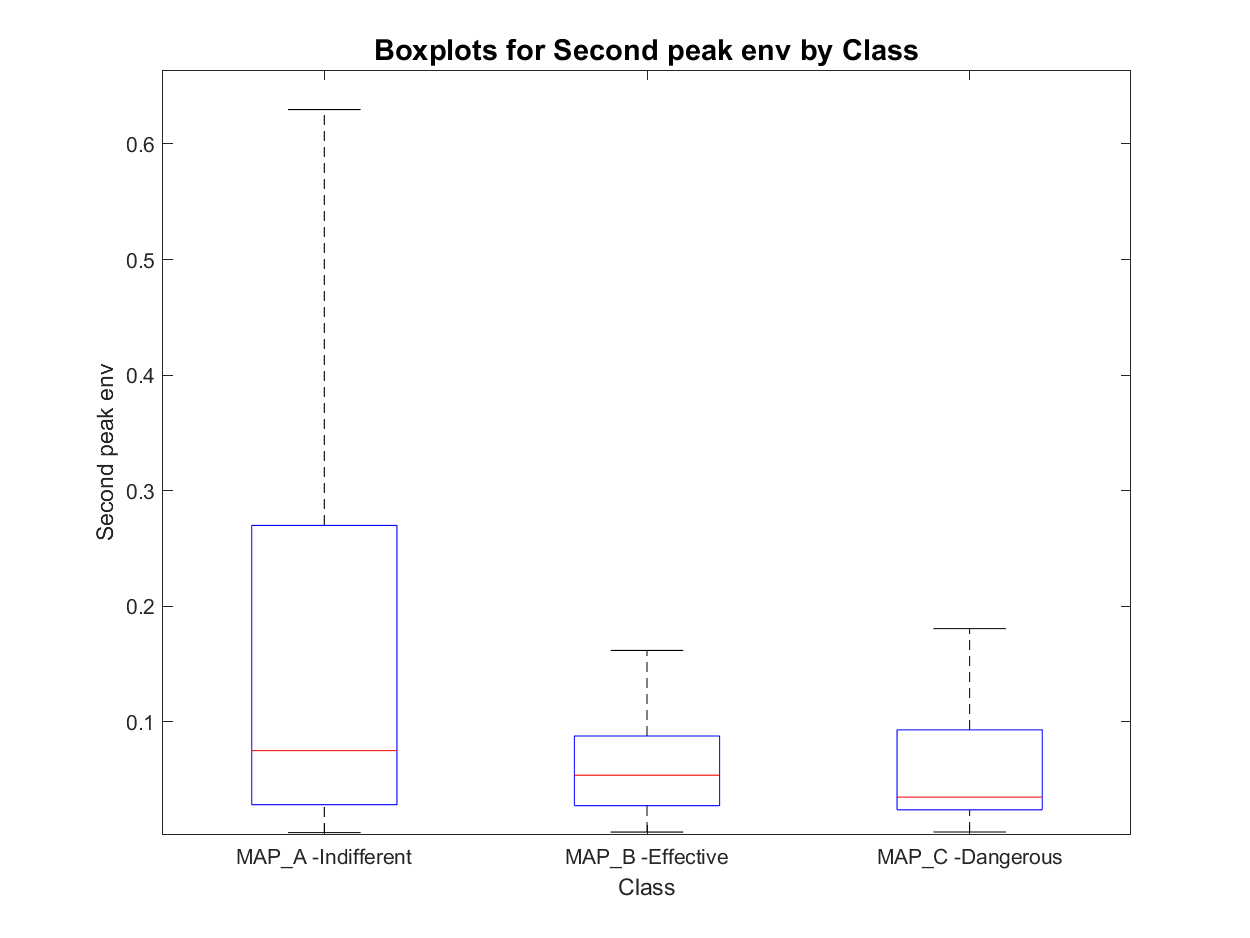 Boxplots for Second peak env by Class
Second peak env
0.6
0.5
0.4
0.3
0.2
0.1
MAP_A -Indifferent
MAP_B -Effective
MAP_C -Dangerous
Class